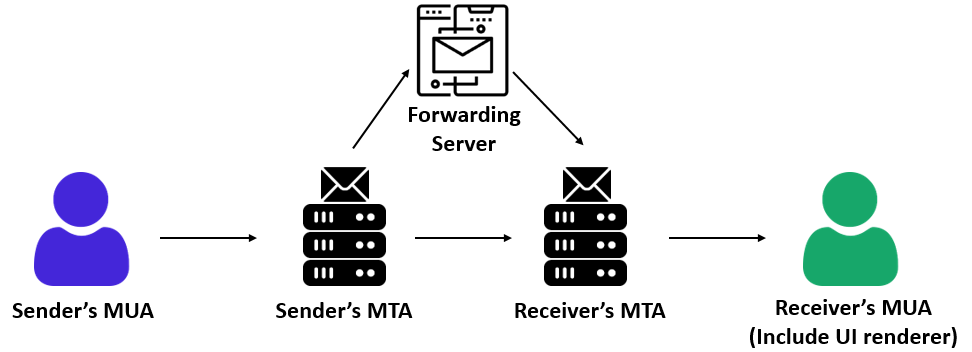 Forwarding
Server
Sender’s MUA
Sender’s MTA
Receiver’s MTA
Receiver’s MUA
(Include UI renderer)